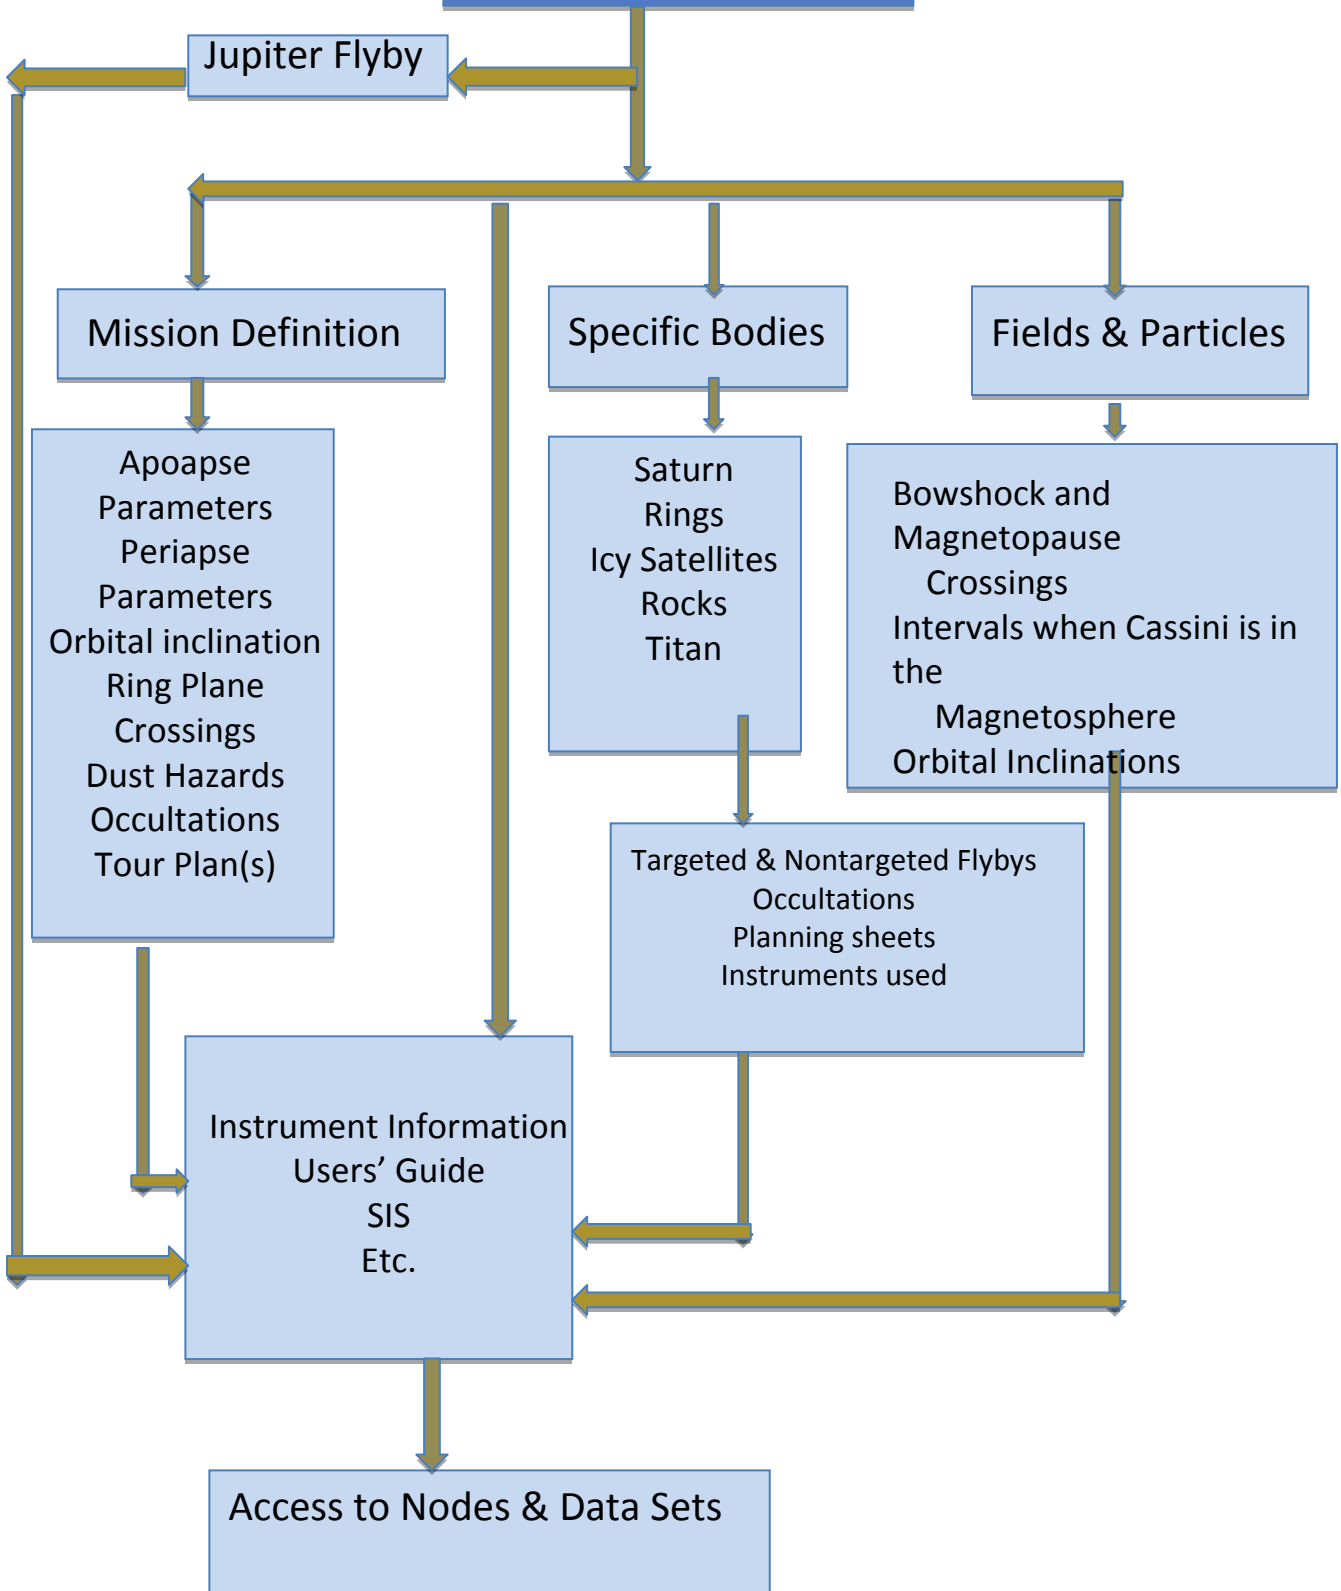 Jupiter Flyby
Mission Definition
Specific Bodies
Fields & Particles
Apoapse
Parameters
Periapse
Parameters
Orbital inclination
Ring Plane
Crossings
Dust Hazards
Occultations
Tour Plan(s)
Saturn
Rings
Icy Satellites
Rocks
Titan
Bowshock and
Magnetopause
Crossings
Intervals when Cassini is in
the
Magnetosphere
Orbital Inclinations
Targeted & Nontargeted Flybys
Occultations
Planning sheets
Instruments used
Instrument Information
Users’ Guide
SIS
Etc.
Access to Nodes & Data Sets